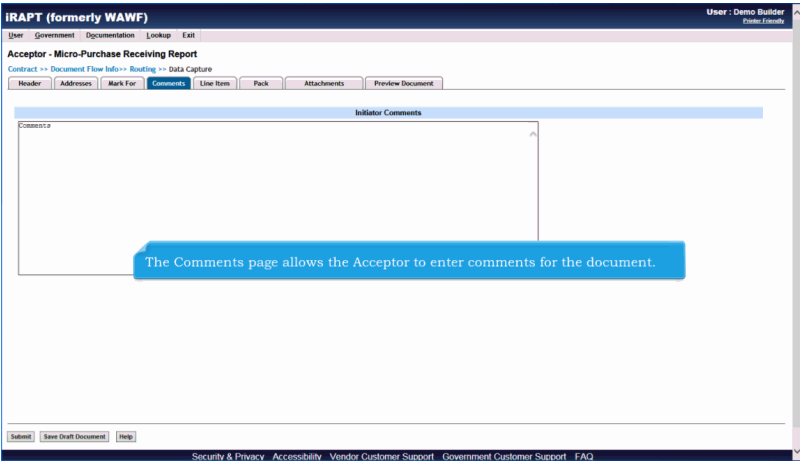 iRAPT (formerly WAWF)
User : Demo Builder
Printer Friendly
User Government Documentation Lookup Exit
Acceptor - Micro-Purchase Receiving Report
Contract >> Document Flow Info>> Routing >> Data Capture
Header Addresses Mark For Comments Line Item Pack Attachments Preview Document
Initiator Comments
Comments
The Comments page allows the Acceptor to enter comments for the document.
Submit Save Draft Document Help
Security & Privacy Accessibility Vendor Customer Support Government Customer Support FAQ